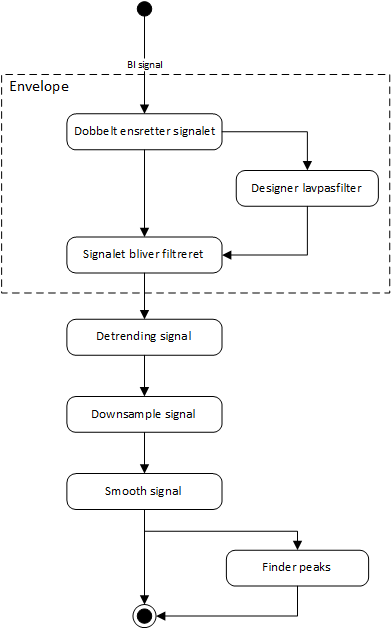 BI signal
Envelope
Dobbelt ensretter signalet
Designer lavpasfilter
Signalet bliver filtreret
Detrending signal
Downsample signal
Smooth signal
Finder peaks